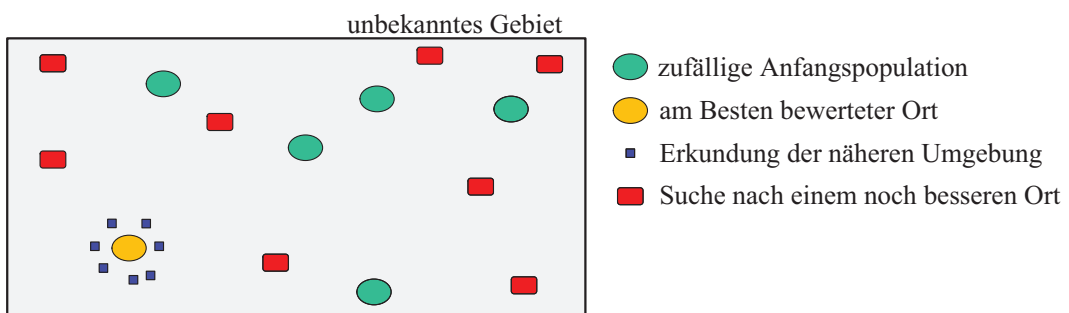 unbekanntes Gebiet
zufällige Anfangspopulation
am Besten bewerteter Ort
Erkundung der näheren Umgebung
Suche nach einem noch besseren Ort